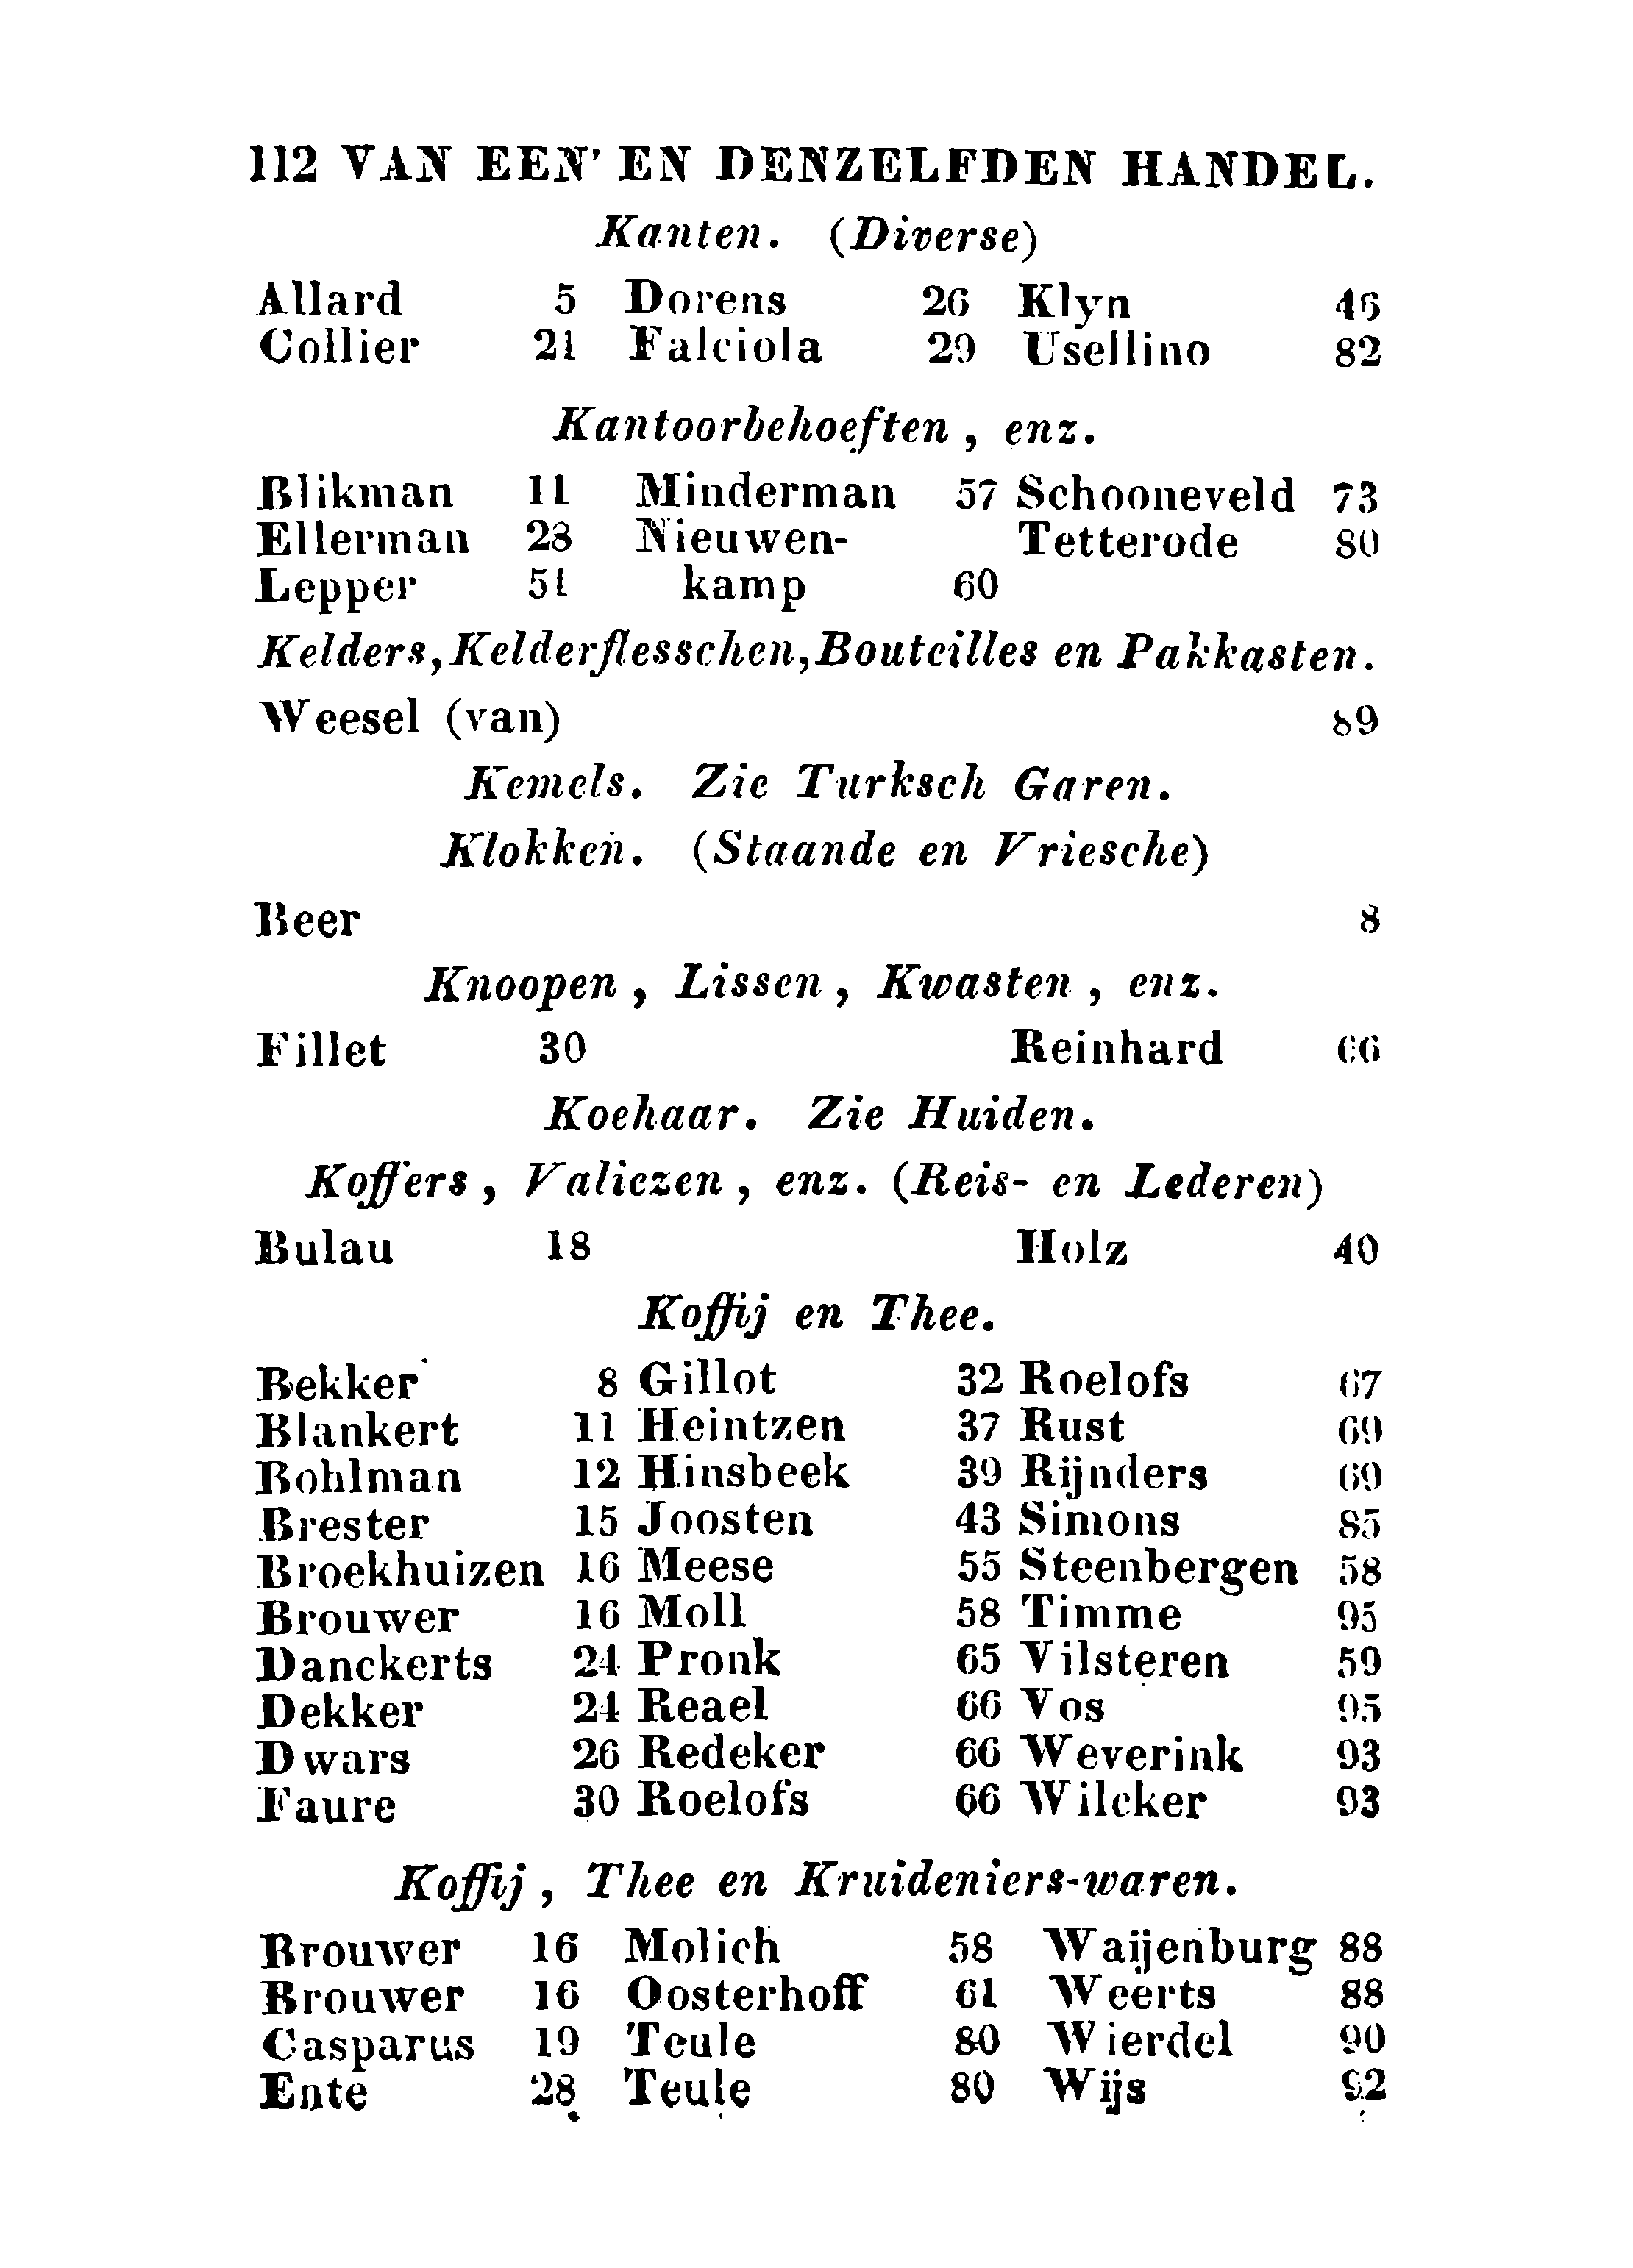 112 VAN EEN' EN DENZELFDEN HANDEL.
Kanten. (Diverse)
Allard 5 Dorens 26 Klyn 46
Collier 21 Falciola 29 Usellino 82
Kantoorbehoeften, enz.
Blikman 11 Minderman 57 Schooneveld 73
Ellerman 28 Nieuwen- Tetterode 80
Lepper 51 kamp 60
Kelders, Kelderflesschen, Bouteilles en Pakkasten.
Weesel (van) 89
Kemels. Zie Turksch Garen.
Klokken. (Staande en Vriesche)
Beer 8
Knoopen, Lissen, Kwasten, enz.
Fillet 30 Reinhard 66
Koehaar. Zie Huiden.
Koffers, Valiezen, enz. (Reis- en Lederen)
Bulau 18 Holz 40
Koffij en Thee.
Bekker 8 Gillot 32 Roelofs 67
Blankert 11 Heintzen 37 Rust 69
Bohlman 12 Hinsbeek 39 Rijnders 69
Brester 15 Joosten 43 Simons 85
Broekhuizen 16 Meese 55 Steenbergen 58
Brouwer 16 Moll 58 Timme 95
Danckerts 24 Pronk 65 Vilsteren 59
Dekker 24 Reael 66 Vos 95
Dwars 26 Redeker 66 Weverink 93
Faure 30 Roelofs 66 Wilcker 93
Koffij, Thee en Kruideniers-waren.
Brouwer 16 Molich 58 Waijenburg 88
Brouwer 16 Oosterhoff 61 Weerts 88
Casparus 19 Teule 80 Wierdel 90
Ente 28 Teule 80 Wijs 92